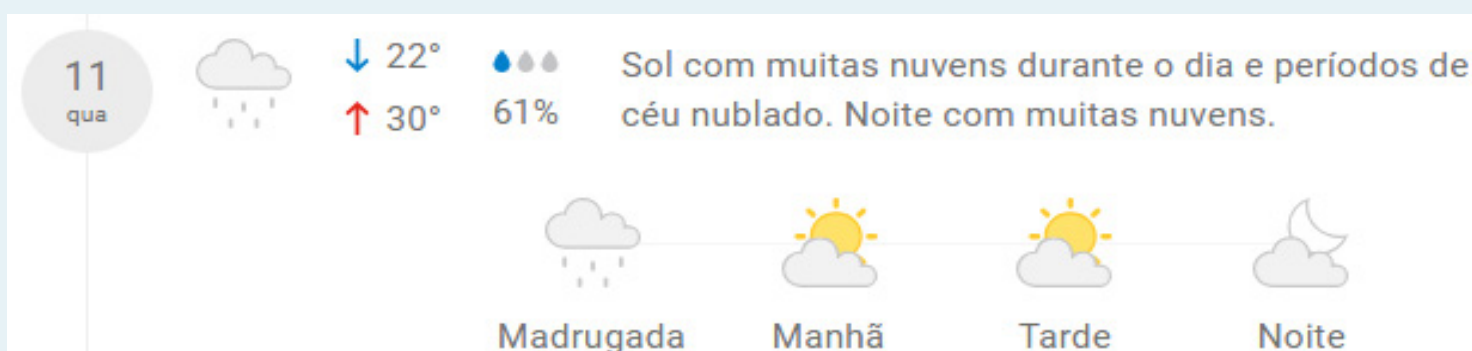 11
qua
↓ 22°
↑ 30°
61%
Sol com muitas nuvens durante o dia e períodos de
céu nublado. Noite com muitas nuvens.
Madrugada Manhã Tarde Noite